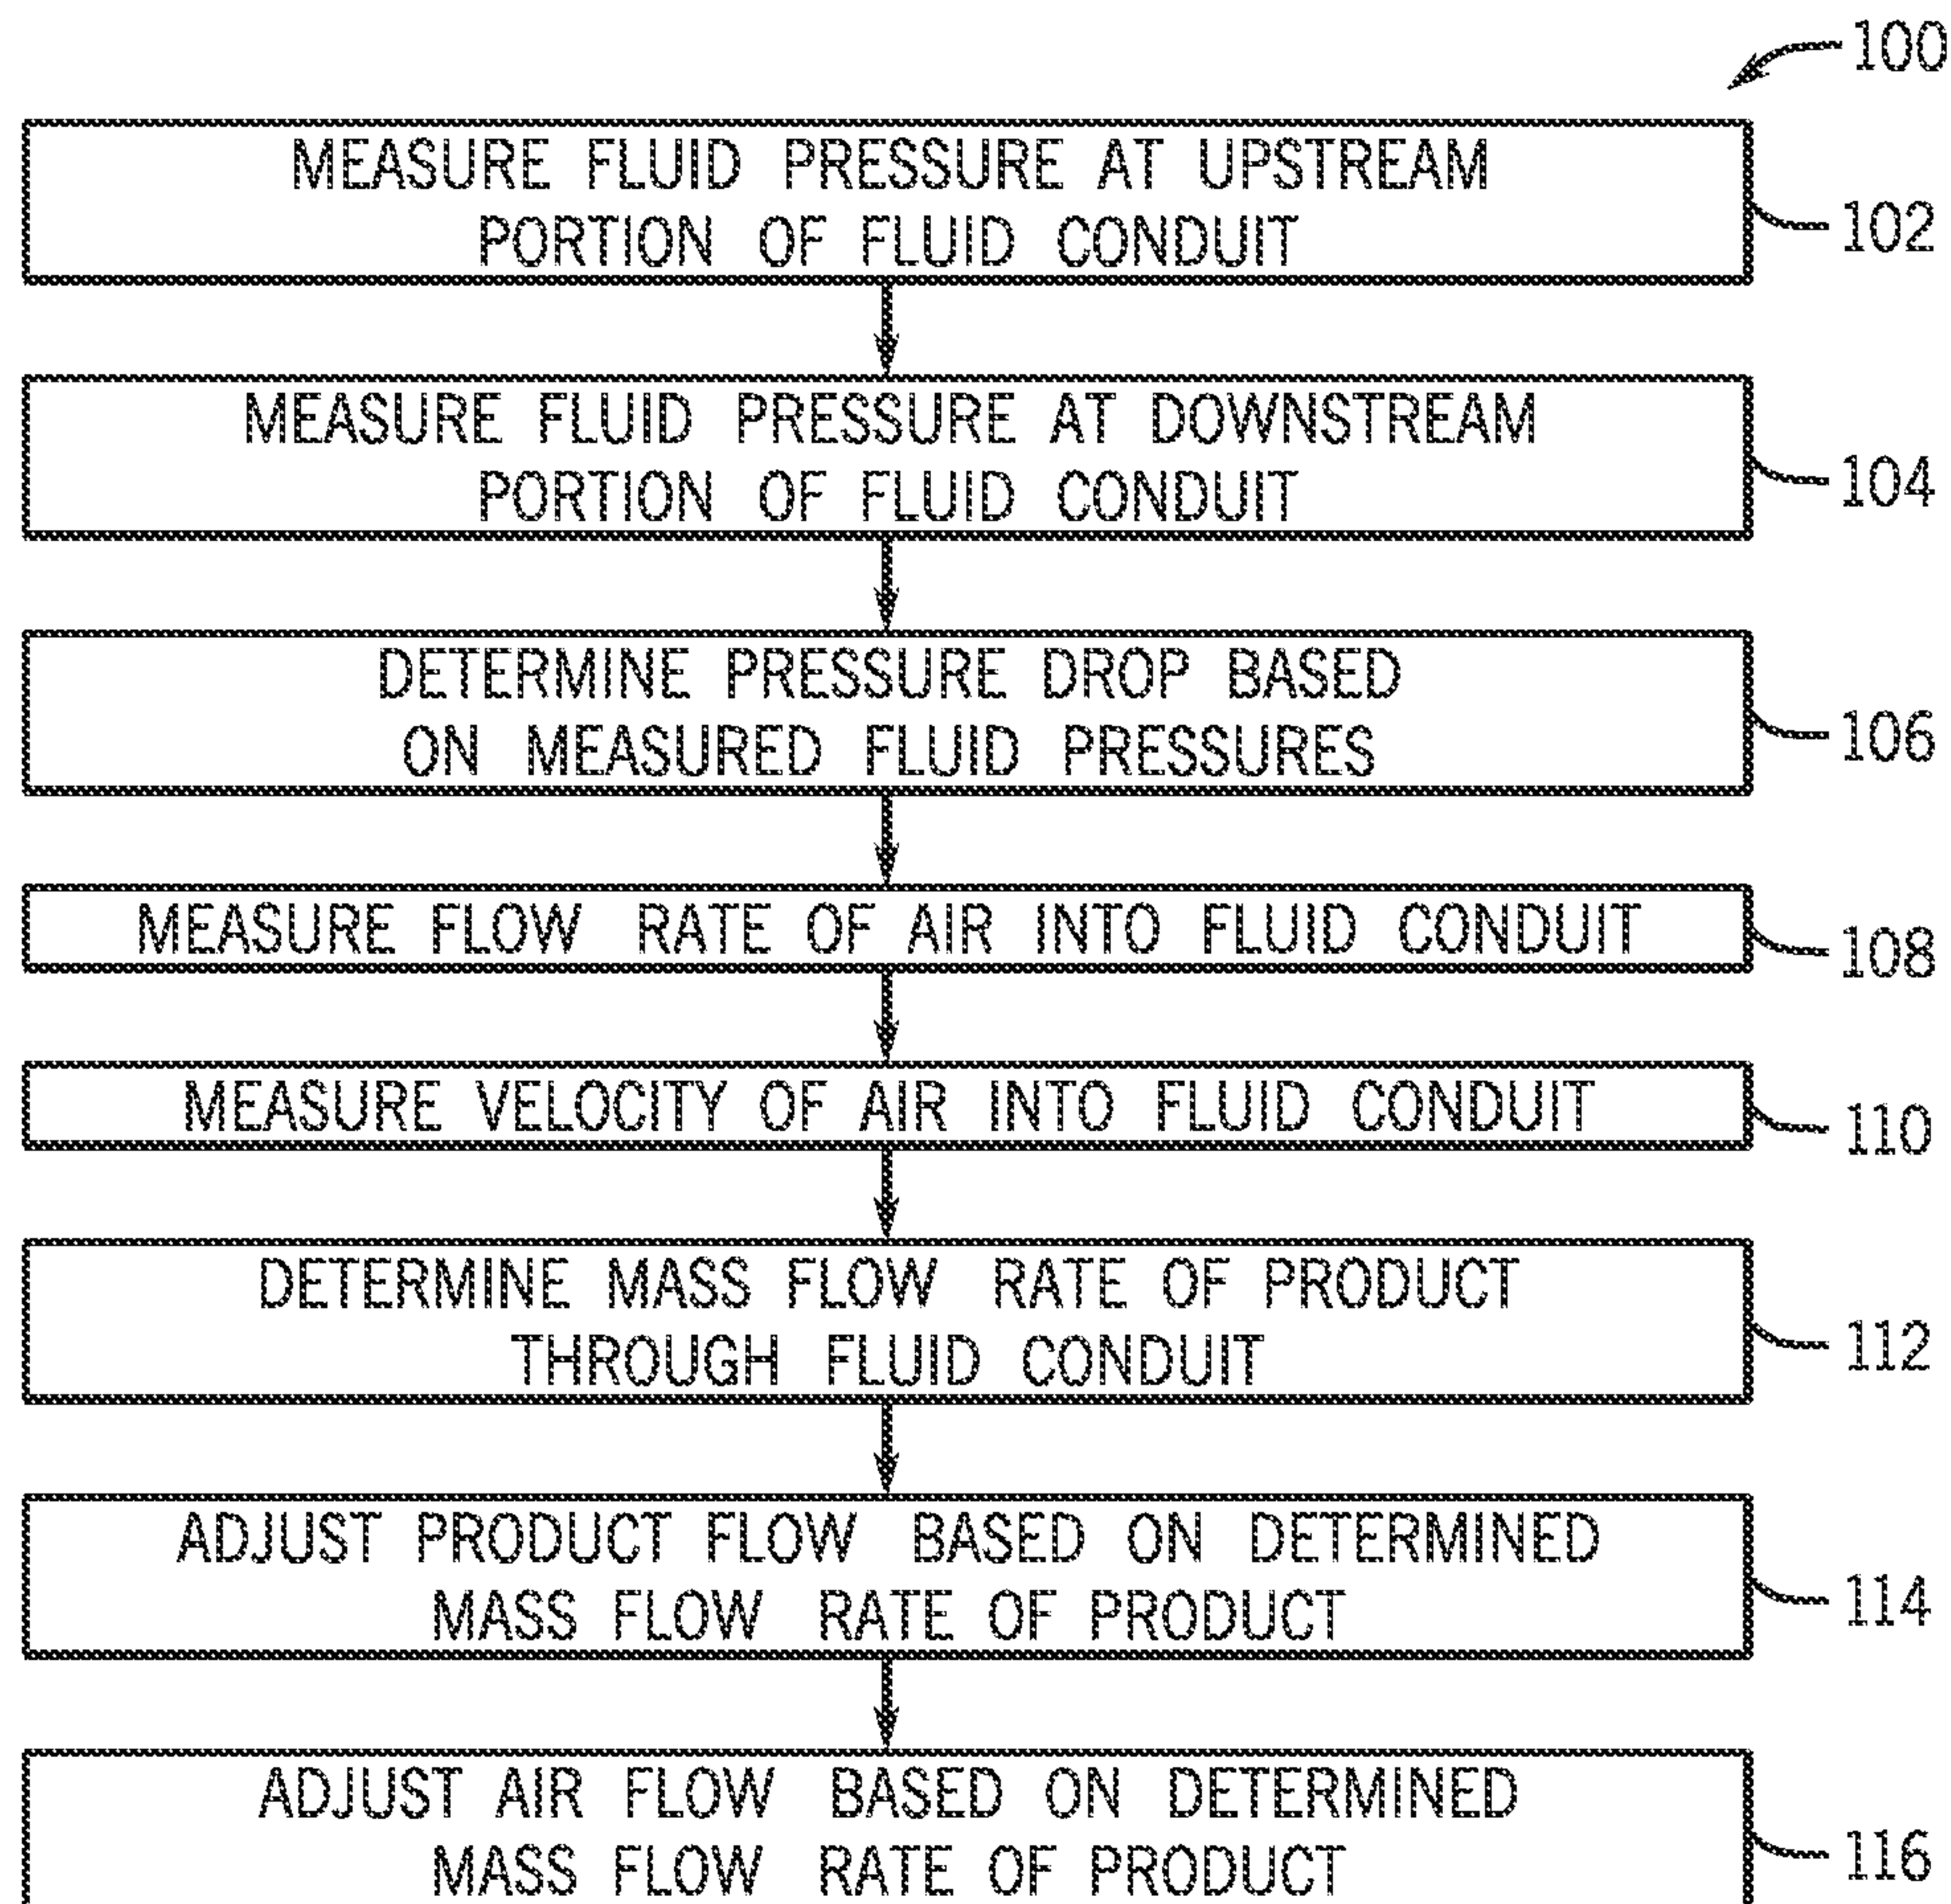 100
MEASURE FLUID PRESSURE AT UPSTREAM
PORTION OF FLUID CONDUIT
102
MEASURE FLUID PRESSURE AT DOWNSTREAM
PORTION OF FLUID CONDUIT
104
DETERMINE PRESSURE DROP BASED
ON MEASURED FLUID PRESSURES
106
MEASURE FLOW RATE OF AIR INTO FLUID CONDUIT
108
MEASURE VELOCITY OF AIR INTO FLUID CONDUIT
110
DETERMINE MASS FLOW RATE OF PRODUCT
THROUGH FLUID CONDUIT
112
ADJUST PRODUCT FLOW BASED ON DETERMINED
MASS FLOW RATE OF PRODUCT
114
ADJUST AIR FLOW BASED ON DETERMINED
MASS FLOW RATE OF PRODUCT
116